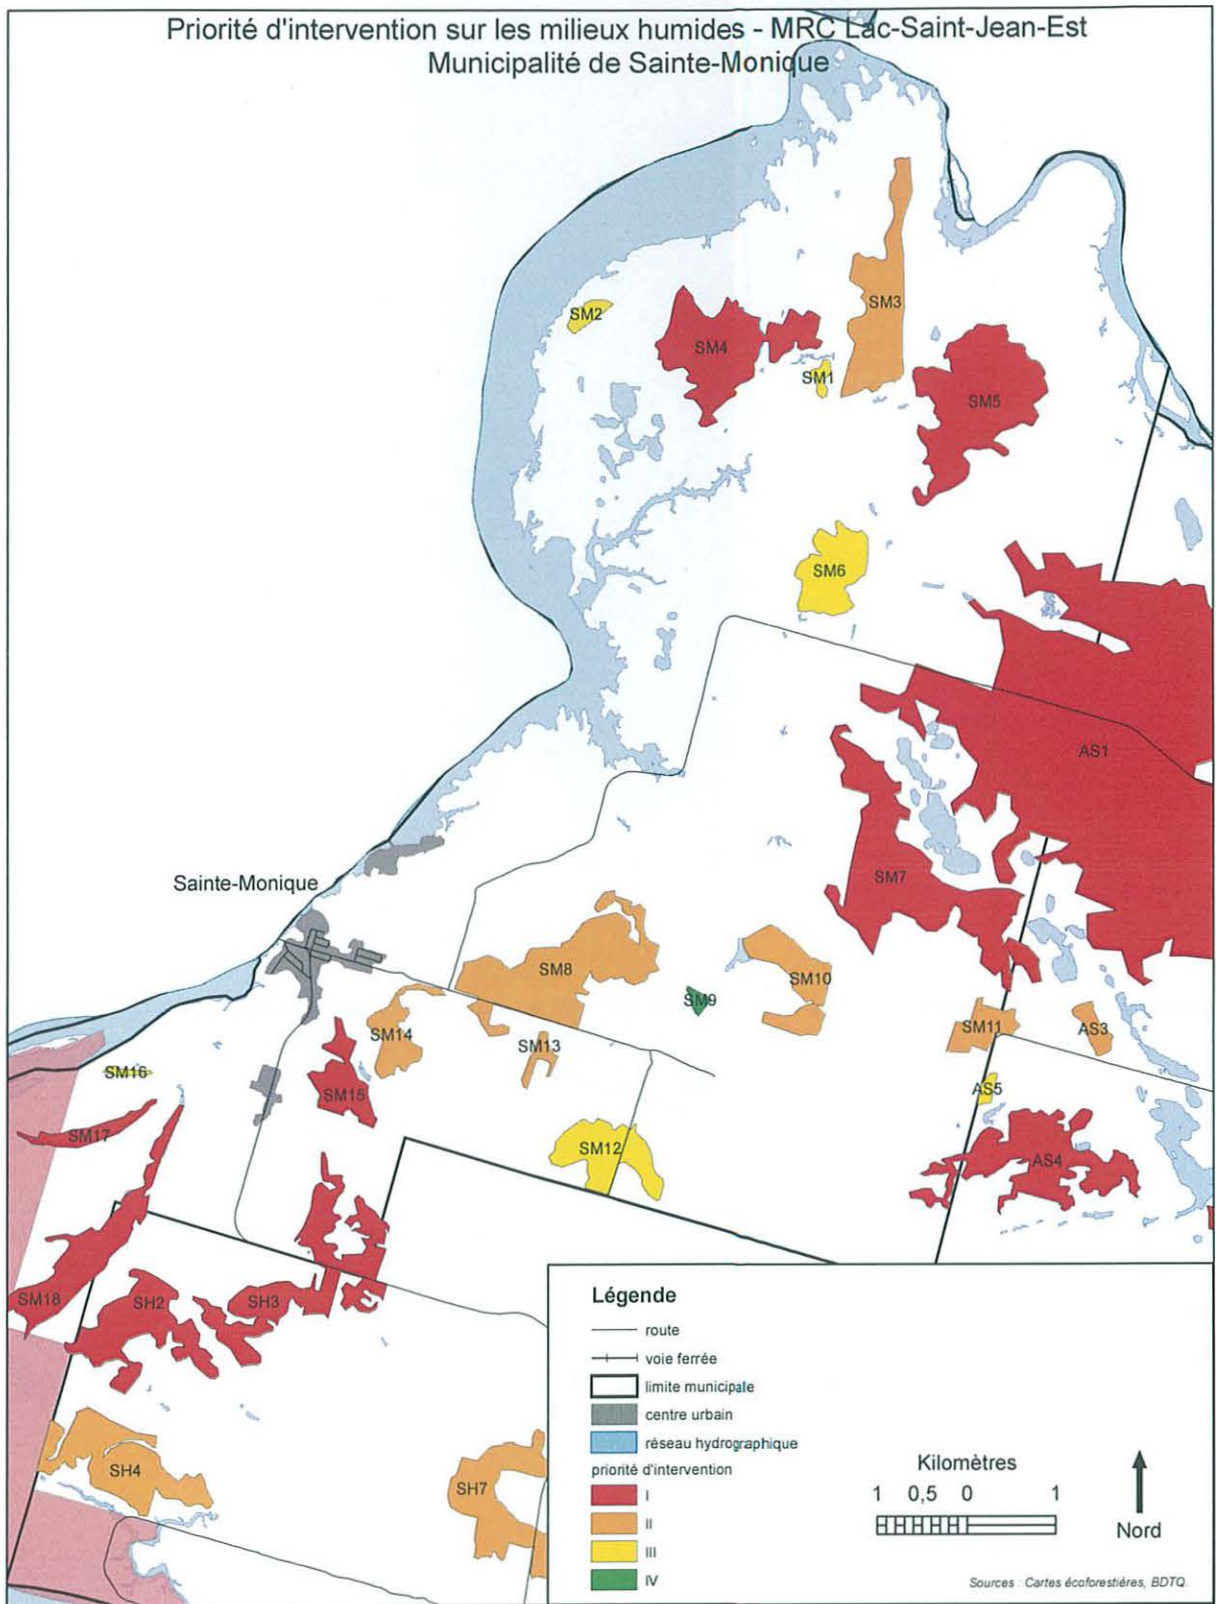 Priorité d'intervention sur les milieux humides - MRC Lac-Saint-Jean-Est
Municipalité de Sainte-Monique
SM3
SM2
SM4
SM1
SM5
SM6
AS1
SM7
Sainte-Monique
SM8
SM10
SM9
SM14
SM13
SM11
AS3
SM16
SM15
AS5
SM17
SM12
AS4
SM18
SH2
SH3
SH4
SH7
Légende
route
voie ferrée
limite municipale
centre urbain
réseau hydrographique
priorité d'intervention
I
II
III
IV
Kilomètres
1 0,5 0 1
Nord
Sources : Cartes écoforestières, BDTQ.